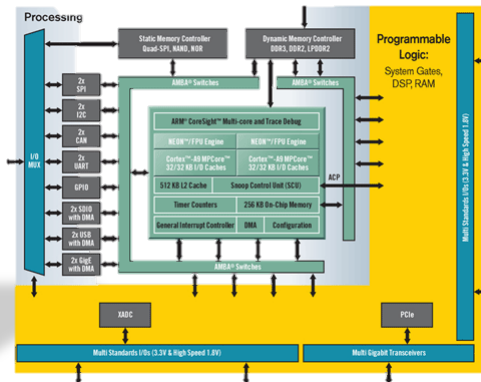 Processing
Static Memory Controller
Quad-SPI, NAND, NOR
Dynamic Memory Controller
DDR3, DDR2, LPDDR2
Programmable
Logic:
System Gates,
DSP, RAM
AMBA® Switches
AMBA® Switches
I/O
MUX
2x
SPI
2x
I2C
2x
CAN
2x
UART
GPIO
2x SDIO
with DMA
2x USB
with DMA
2x GigE
with DMA
ARM® CoreSight™ Multi-core and Trace Debug
NEON™/FPU Engine
NEON™/FPU Engine
Cortex™-A9 MPCore™
32/32 KB I/D Caches
Cortex™-A9 MPCore™
32/32 KB I/D Caches
512 KB L2 Cache
Snoop Control Unit (SCU)
Timer Counters
256 KB On-Chip Memory
General Interrupt Controller
DMA
Configuration
ACP
AMBA® Switches
Multi Standards I/Os (3.3V & High Speed 1.8V)
XADC
PCIe
Multi Standards I/Os (3.3V & High Speed 1.8V)
Multi Gigabit Transceivers